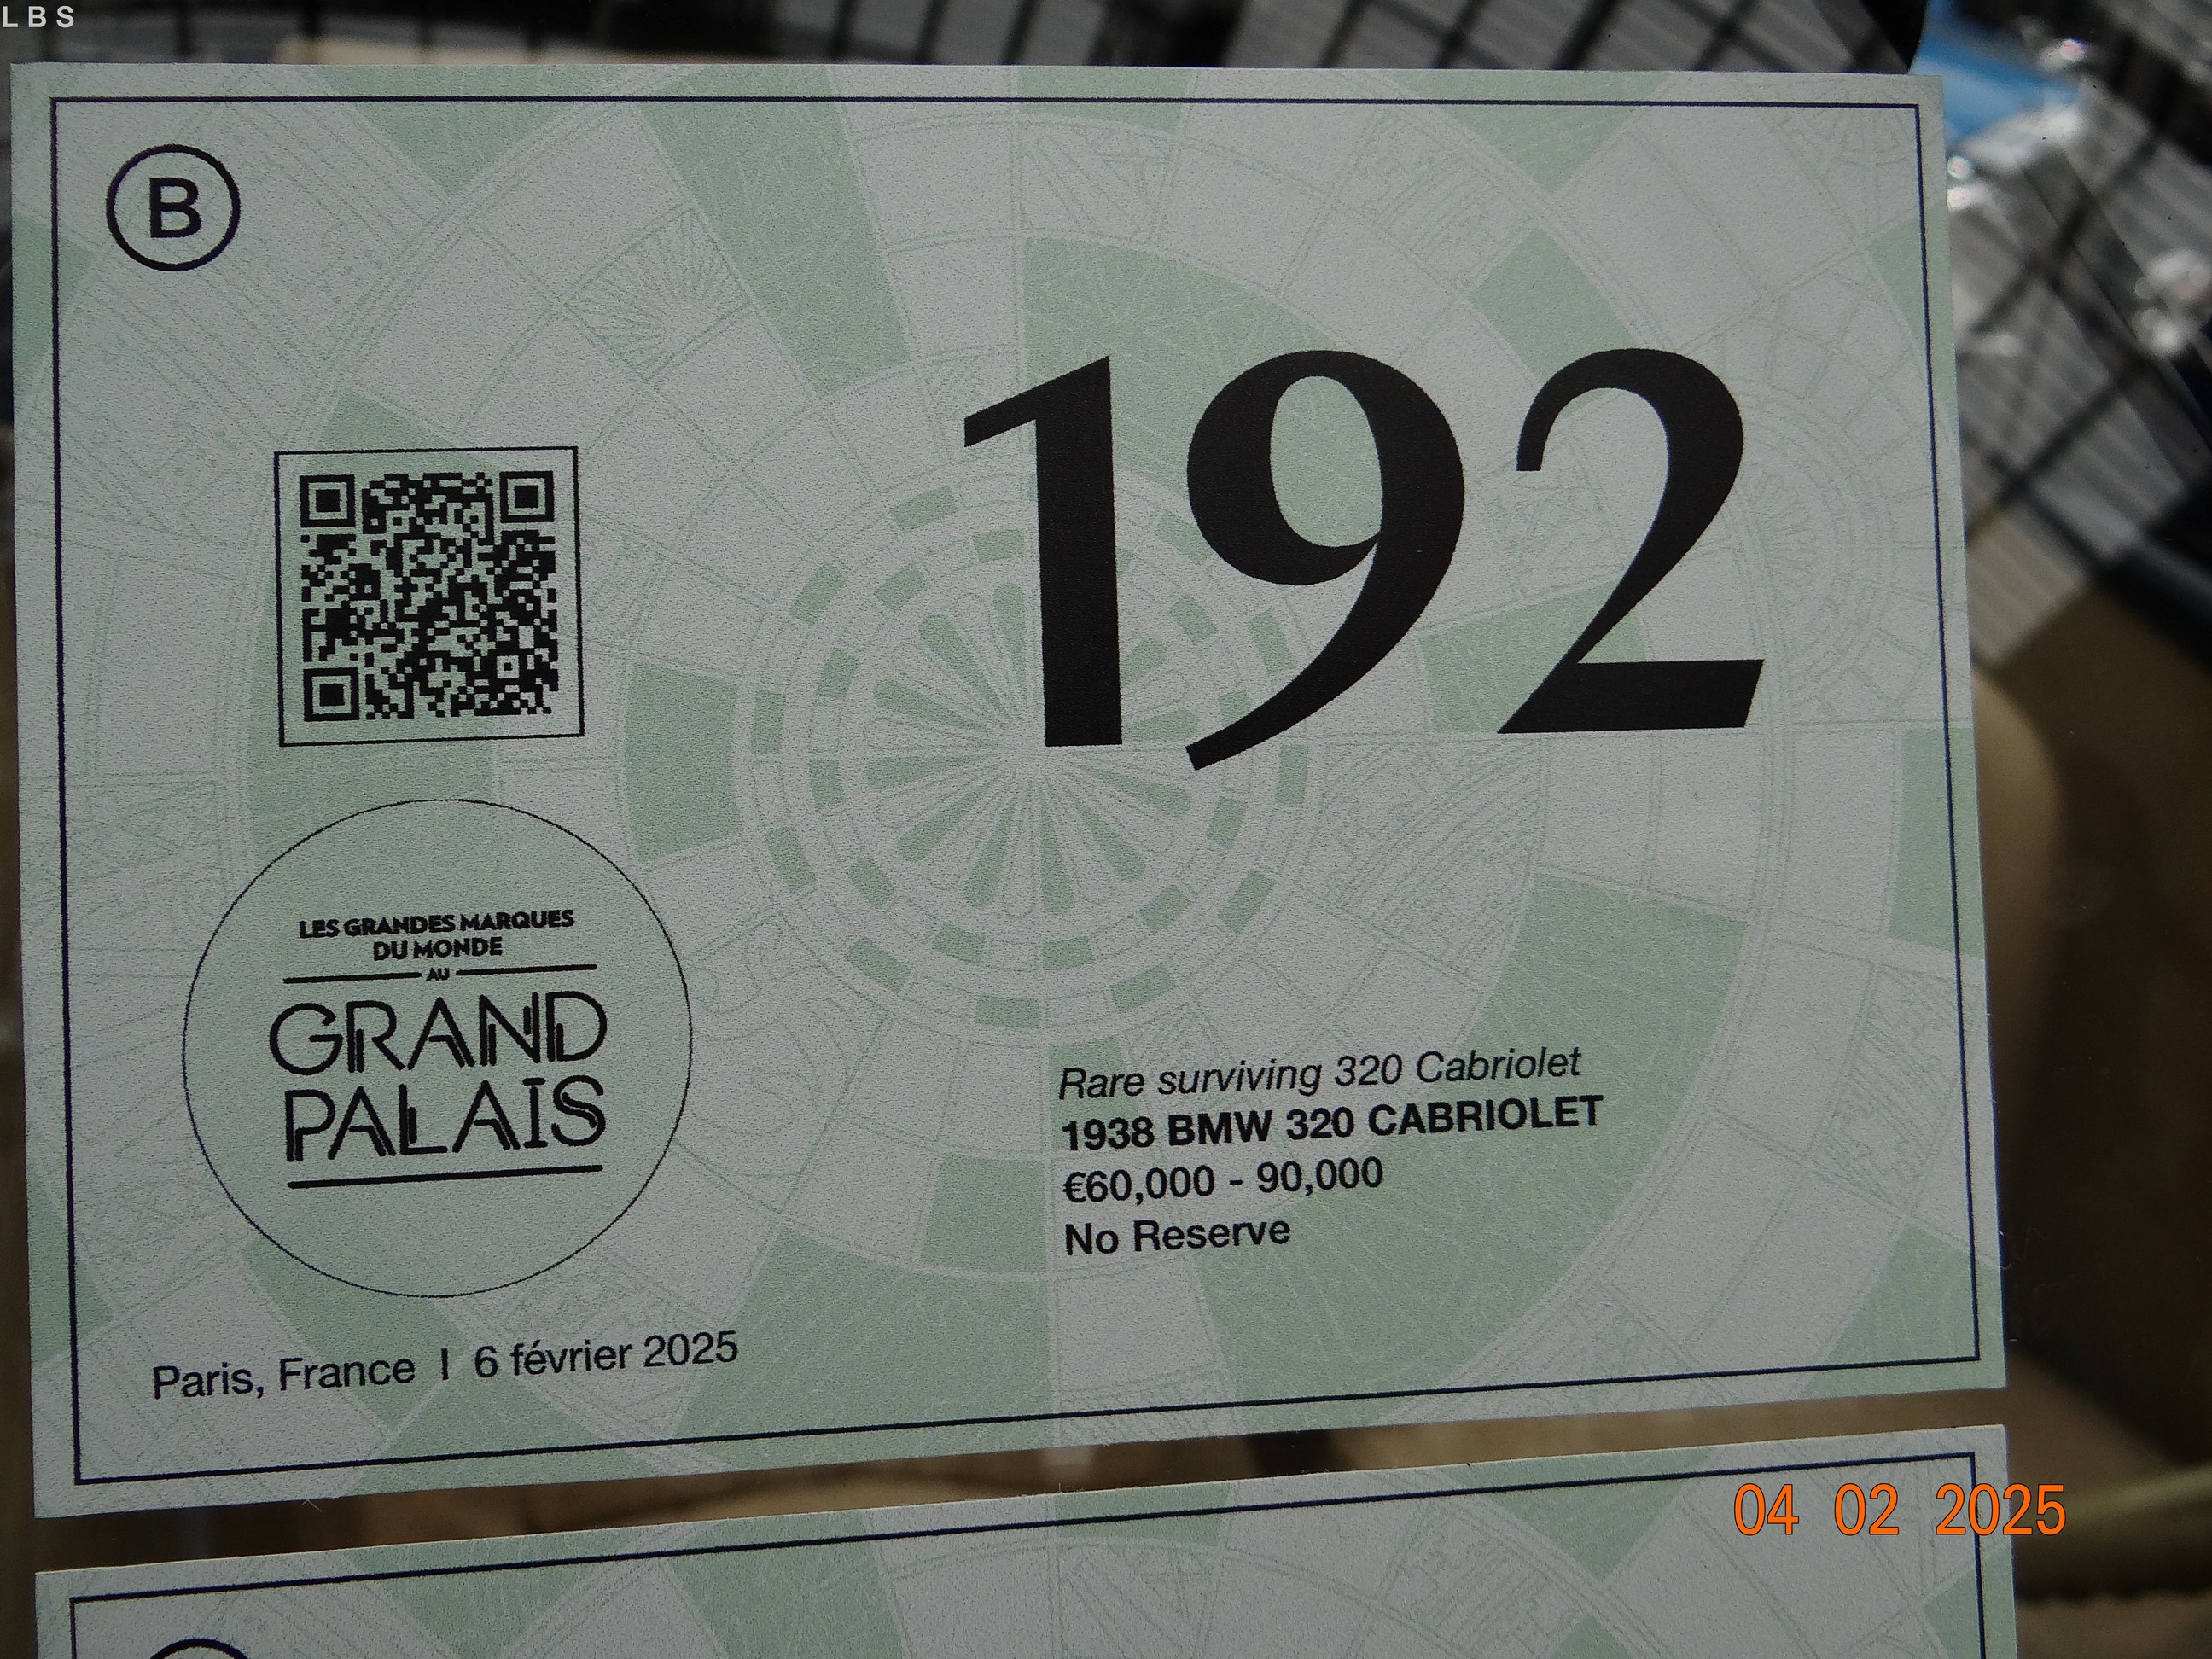 LBS
B
192
LES GRANDES MARQUES
DU MONDE
AU
GRAND
PALAIS
Rare surviving 320 Cabriolet
1938 BMW 320 CABRIOLET
€60,000 - 90,000
No Reserve
Paris, France I 6 février 2025
04 02 2025